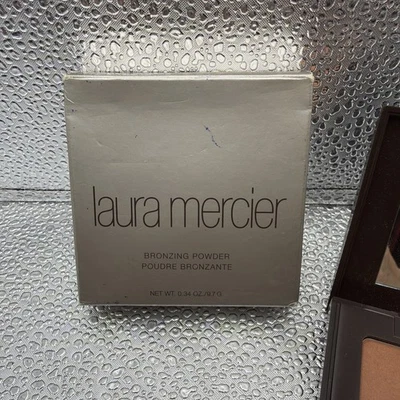 laura mercier
BRONZING POWDER
POUDRE BRONZANTE
NET WT. 0.34 OZ./9.7 G